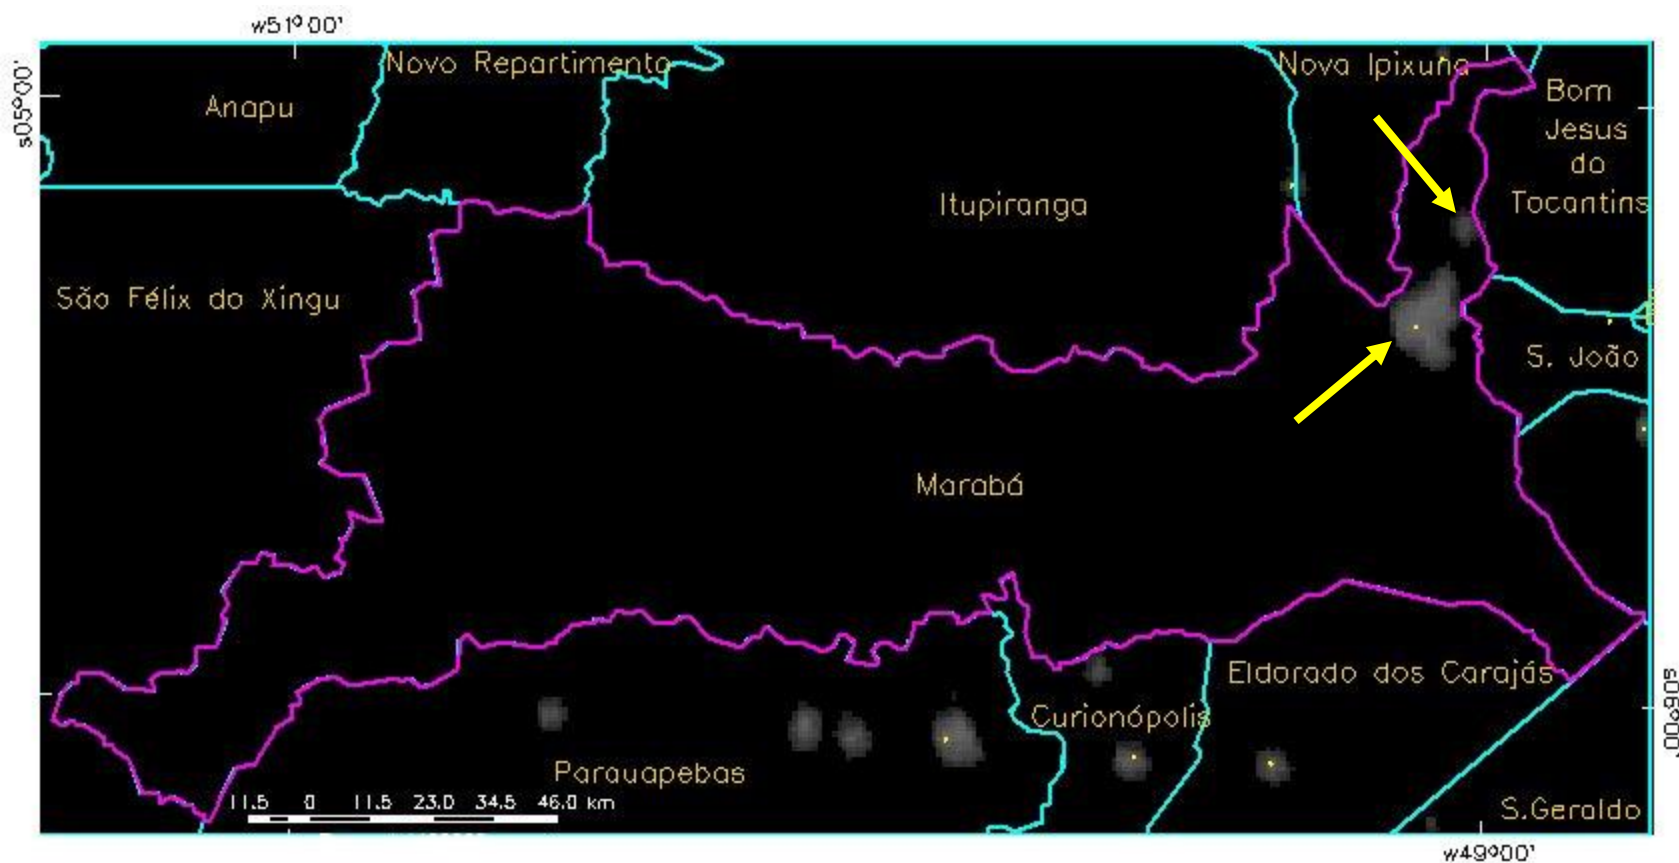 w51º00'
Novo Repartimento
Nova Ipixuna
s05º00'
Anapu
Bom
Jesus
do
Tocantins
Itupiranga
São Félix do Xingu
S. João
Marabá
Eldorado dos Carajás
s06º00'
Curionópolis
Parauapebas
11.5 0 11.5 23.0 34.5 46.0 km
S.Geraldo
w49º00'